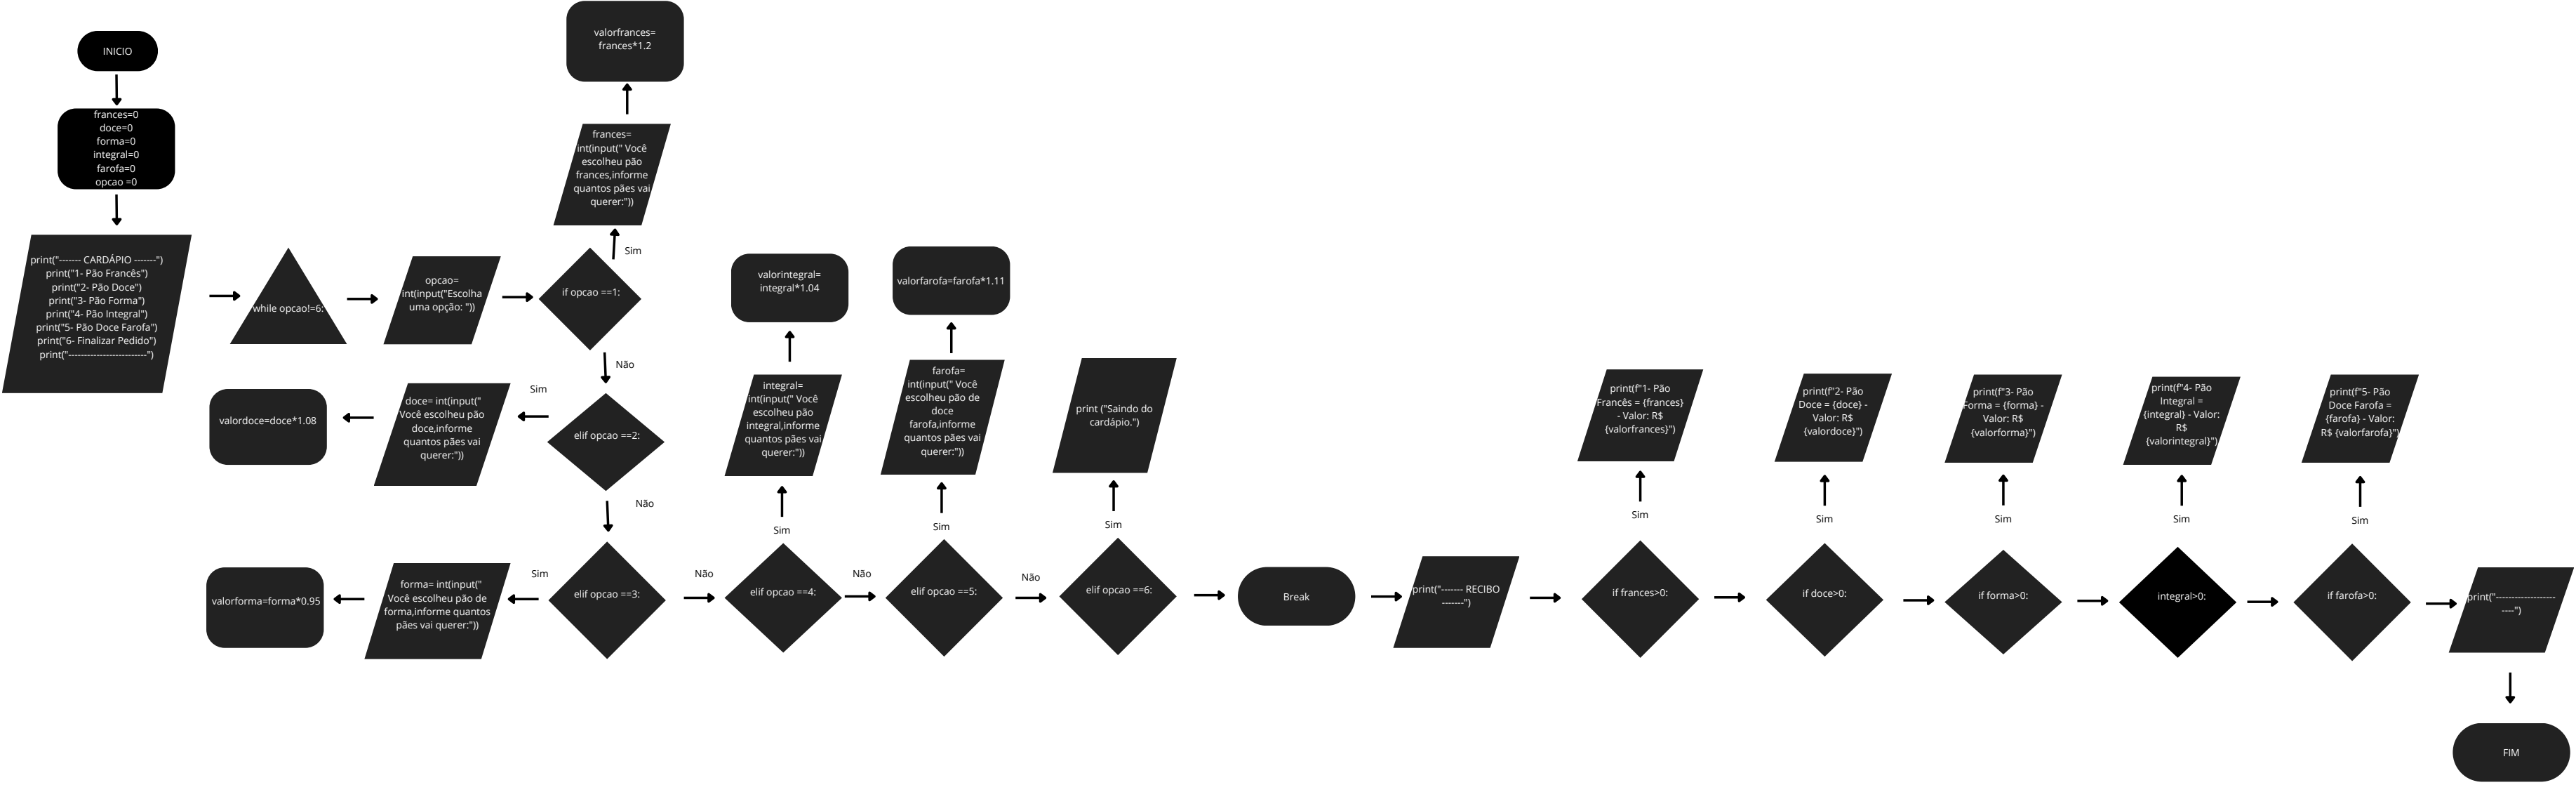 INICIO
frances=0
doce=0
forma=0
integral=0
farofa=0
opcao =0
print("------- CARDÁPIO -------")
print("1- Pão Francês")
print("2- Pão Doce")
print("3- Pão Forma")
print("4- Pão Integral")
print("5- Pão Doce Farofa")
print("6- Finalizar Pedido")
print("-------------------------")
while opcao!=6:
opcao=
int(input("Escolha
uma opção: "))
if opcao ==1:
Sim
frances=
int(input(" Você
escolheu pão
frances,informe
quantos pães vai
querer:"))
valorfrances=
frances*1.2
Não
elif opcao ==2:
Sim
doce= int(input("
Você escolheu pão
doce,informe
quantos pães vai
querer:"))
valordoce=doce*1.08
Não
elif opcao ==3:
Sim
forma= int(input("
Você escolheu pão de
forma,informe quantos
pães vai querer:"))
valorforma=forma*0.95
Não
elif opcao ==4:
Sim
integral=
int(input(" Você
escolheu pão
integral,informe
quantos pães vai
querer:"))
valorintegral=
integral*1.04
Não
elif opcao ==5:
Sim
farofa=
int(input(" Você
escolheu pão de
doce
farofa,informe
quantos pães vai
querer:"))
valorfarofa=farofa*1.11
Não
elif opcao ==6:
Sim
print ("Saindo do
cardápio.")
Break
print("------- RECIBO
-------")
if frances>0:
Sim
print(f"1- Pão
Francês = {frances}
- Valor: R$
{valorfrances}")
if doce>0:
Sim
print(f"2- Pão
Doce = {doce} -
Valor: R$
{valordoce}")
if forma>0:
Sim
print(f"3- Pão
Forma = {forma} -
Valor: R$
{valorforma}")
integral>0:
Sim
print(f"4- Pão
Integral =
{integral} - Valor:
R$
{valorintegral}")
if farofa>0:
Sim
print(f"5- Pão
Doce Farofa =
{farofa} - Valor:
R$ {valorfarofa}")
print("-------------------
----")
FIM